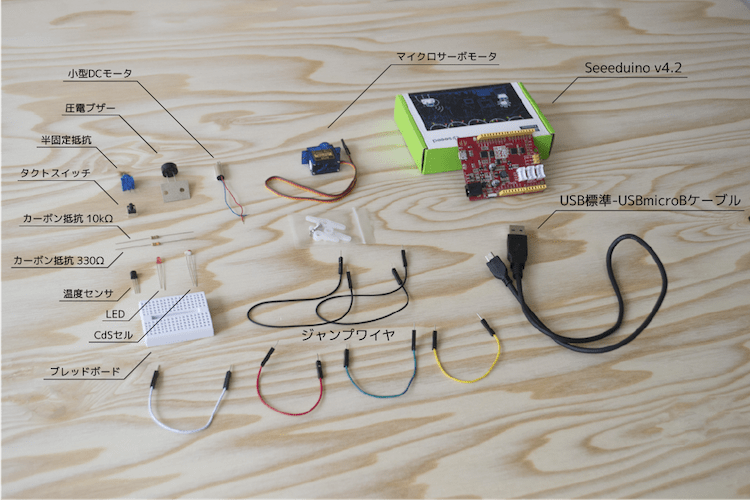 マイクロサーボモータ
小型DCモータ
Seeeduino v4.2
圧電ブザー
半固定抵抗
タクトスイッチ
カーボン抵抗 10kΩ
USB標準-USBmicroBケーブル
カーボン抵抗 330Ω
温度センサ
LED
CdSセル
ジャンプワイヤ
ブレッドボード